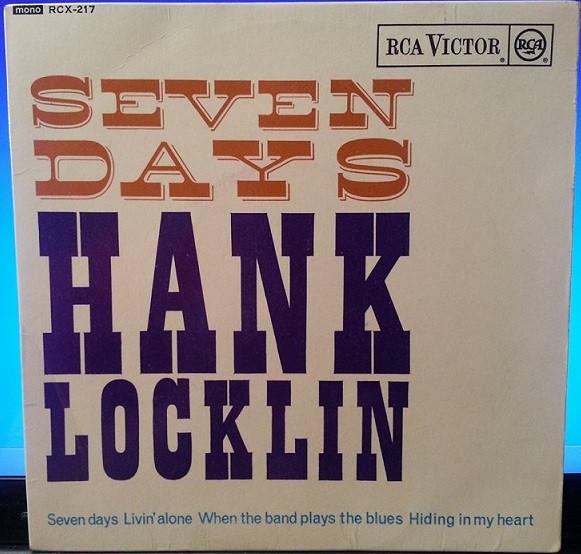 mono RCX-217
RCA VICTOR RCA
SEVEN
DAYS
HANK
LOCKLIN
Seven days Livin' alone When the band plays the blues Hiding in my heart